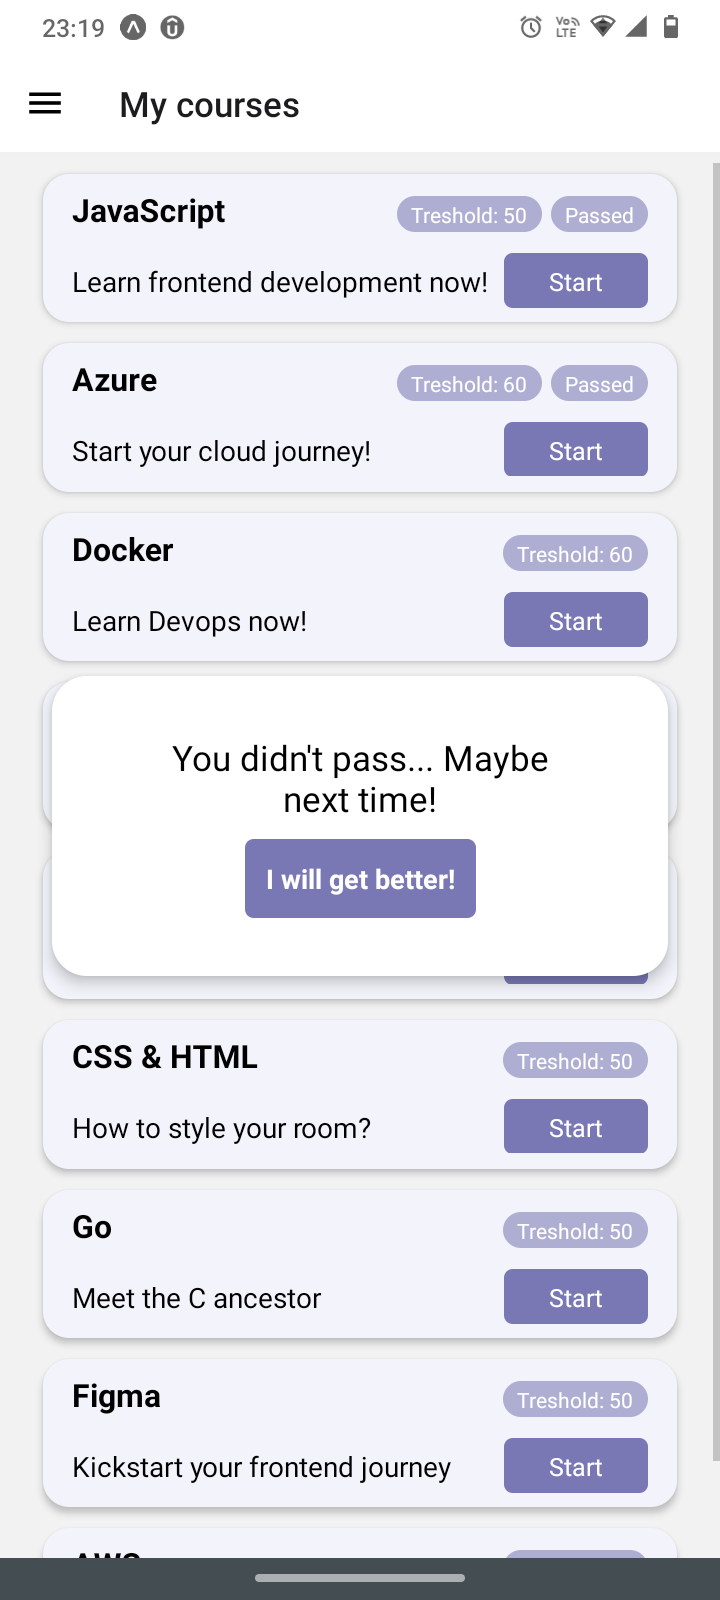 23:19
Vo LTE
My courses
JavaScript
Treshold: 50
Passed
Learn frontend development now!
Start
Azure
Treshold: 60
Passed
Start your cloud journey!
Start
Docker
Treshold: 60
Learn Devops now!
Start
You didn't pass... Maybe
next time!
I will get better!
CSS & HTML
Treshold: 50
How to style your room?
Start
Go
Treshold: 50
Meet the C ancestor
Start
Figma
Treshold: 50
Kickstart your frontend journey
Start